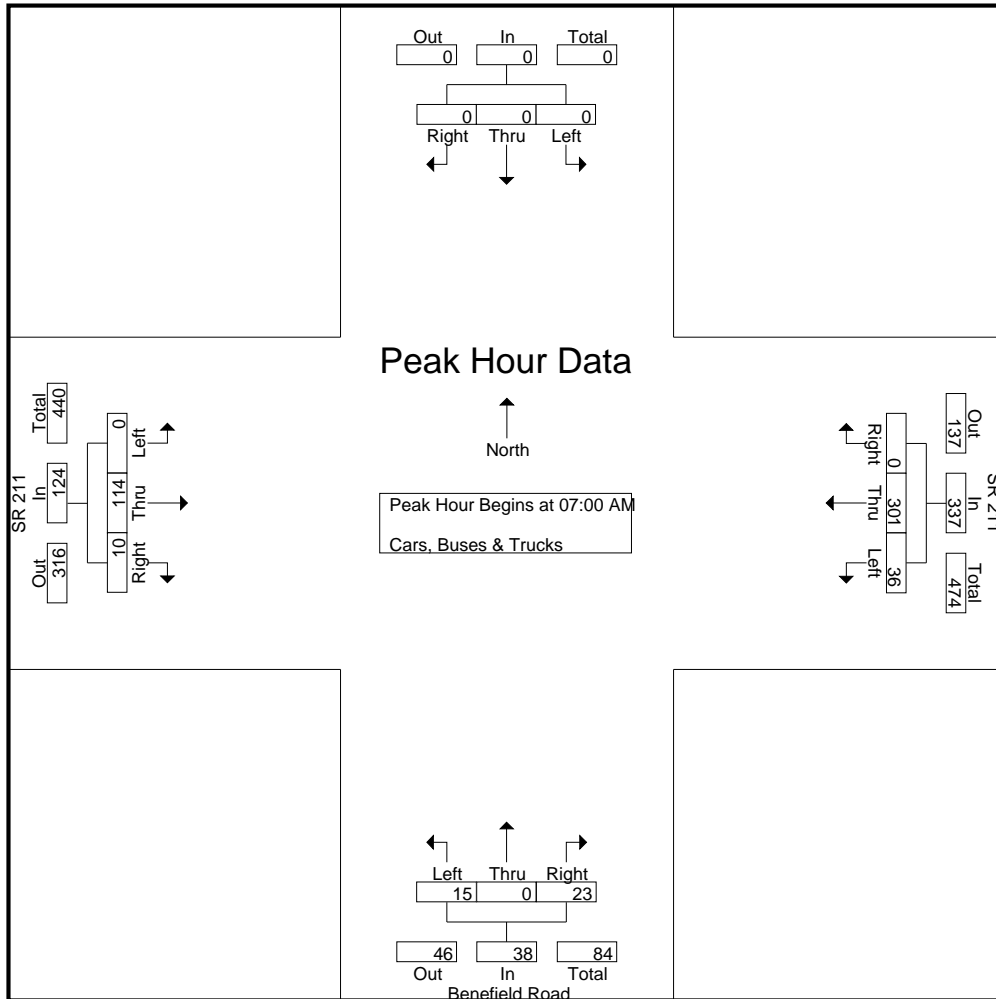 Out In Total
0 0 0
0 0 0
Right Thru Left
Peak Hour Data
North
Peak Hour Begins at 07:00 AM
Cars, Buses & Trucks
SR 211
Total In Out
440 124 316
0 114 10
Left Thru Right
Right Thru Left
0 301 36
Out In Total
137 337 474
SR 211
Left Thru Right
15 0 23
46 38 84
Out In Total
Benefield Road